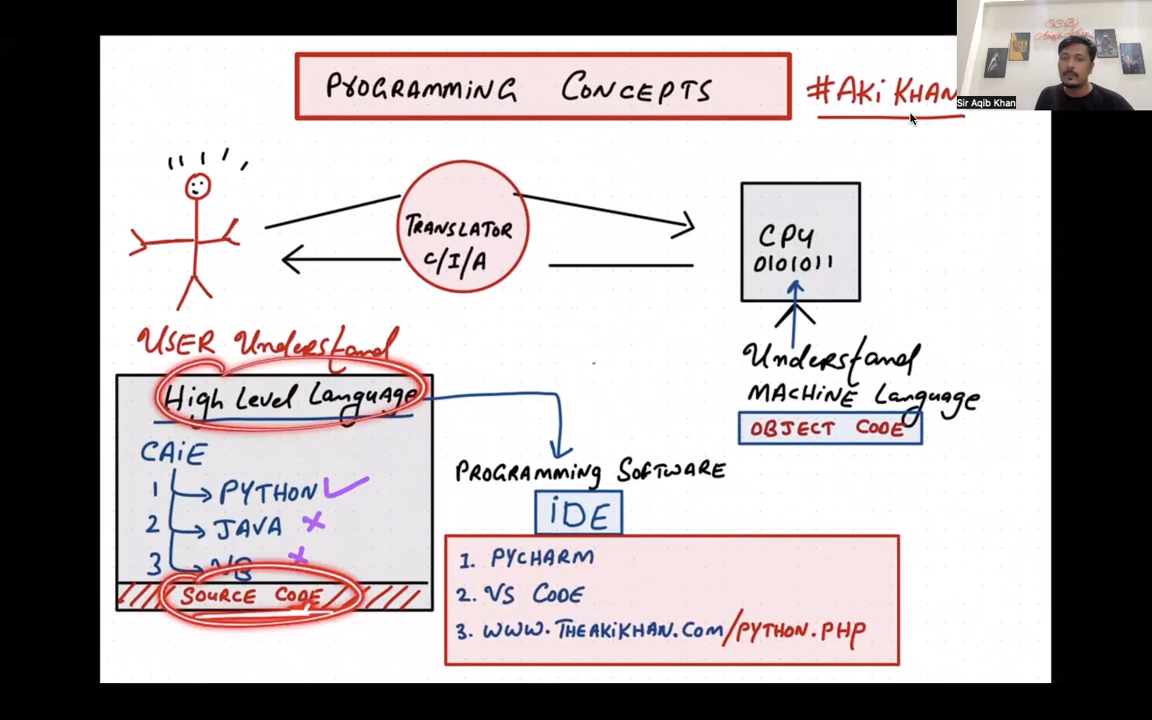 PROGRAMMING CONCEPTS
#AKi KHAN
Sir Aqib Khan
TRANSLATOR
C/I/A
CPU
0101011
USER Understand
High Level Language
CAiE
1 PYTHON
2 JAVA
3 VB
SOURCE CODE
Understand
MACHiNE Language
OBJECT CODE
PROGRAMMiNg SOFTWARE
iDE
1. PYCHARM
2. VS CODE
3. WWW.THEAKiKHAN.COM/PYTHON.PHP